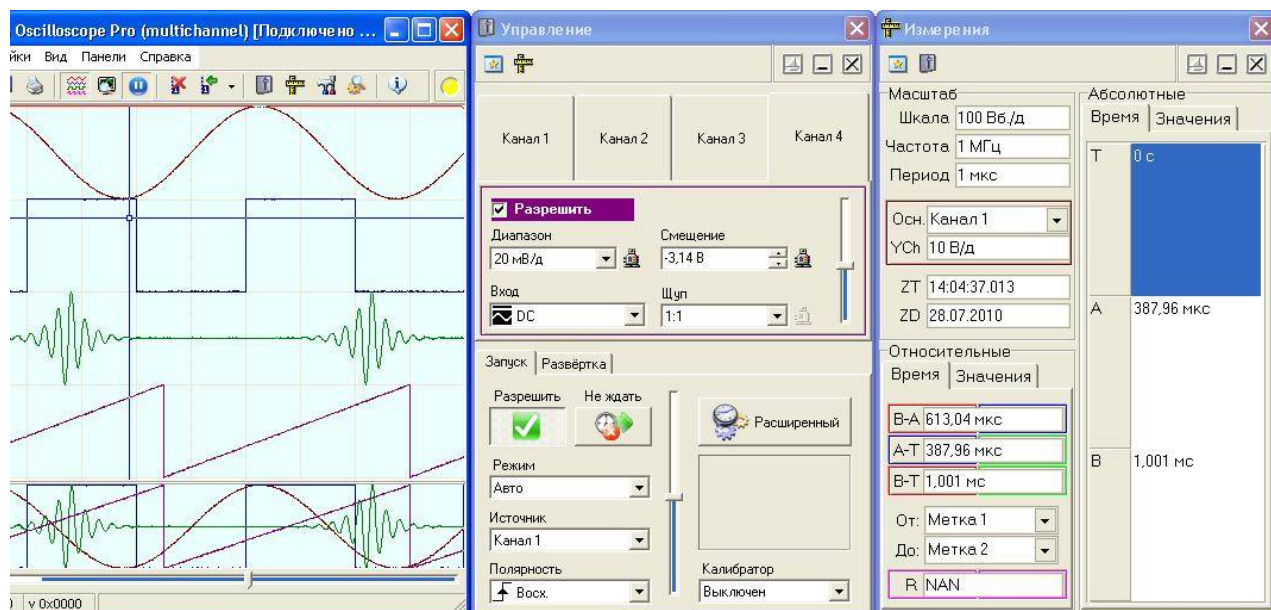 Oscilloscope Pro (multichannel) [Подключено ...
йки Вид Панели Справка
v 0x0000
Управление
Канал 1 Канал 2 Канал 3 Канал 4
Разрешить
Диапазон Смещение
20 мВ/д -3,14 В
Вход Щуп
DC 1:1
Запуск Развёртка
Разрешить Не ждать
Расширенный
Режим
Авто
Источник
Канал 1
Полярность Калибратор
Восх. Выключен
Измерения
Масштаб
Шкала 100 Вб./д
Частота 1 МГц
Период 1 мкс
Осн. Канал 1
YCh 10 В/д
ZT 14:04:37.013
ZD 28.07.2010
Относительные
Время Значения
B-A 613,04 мкс
A-T 387,96 мкс
B-T 1,001 мс
От: Метка 1
До: Метка 2
R NAN
Абсолютные
Время Значения
T 0 с
A 387,96 мкс
B 1,001 мс